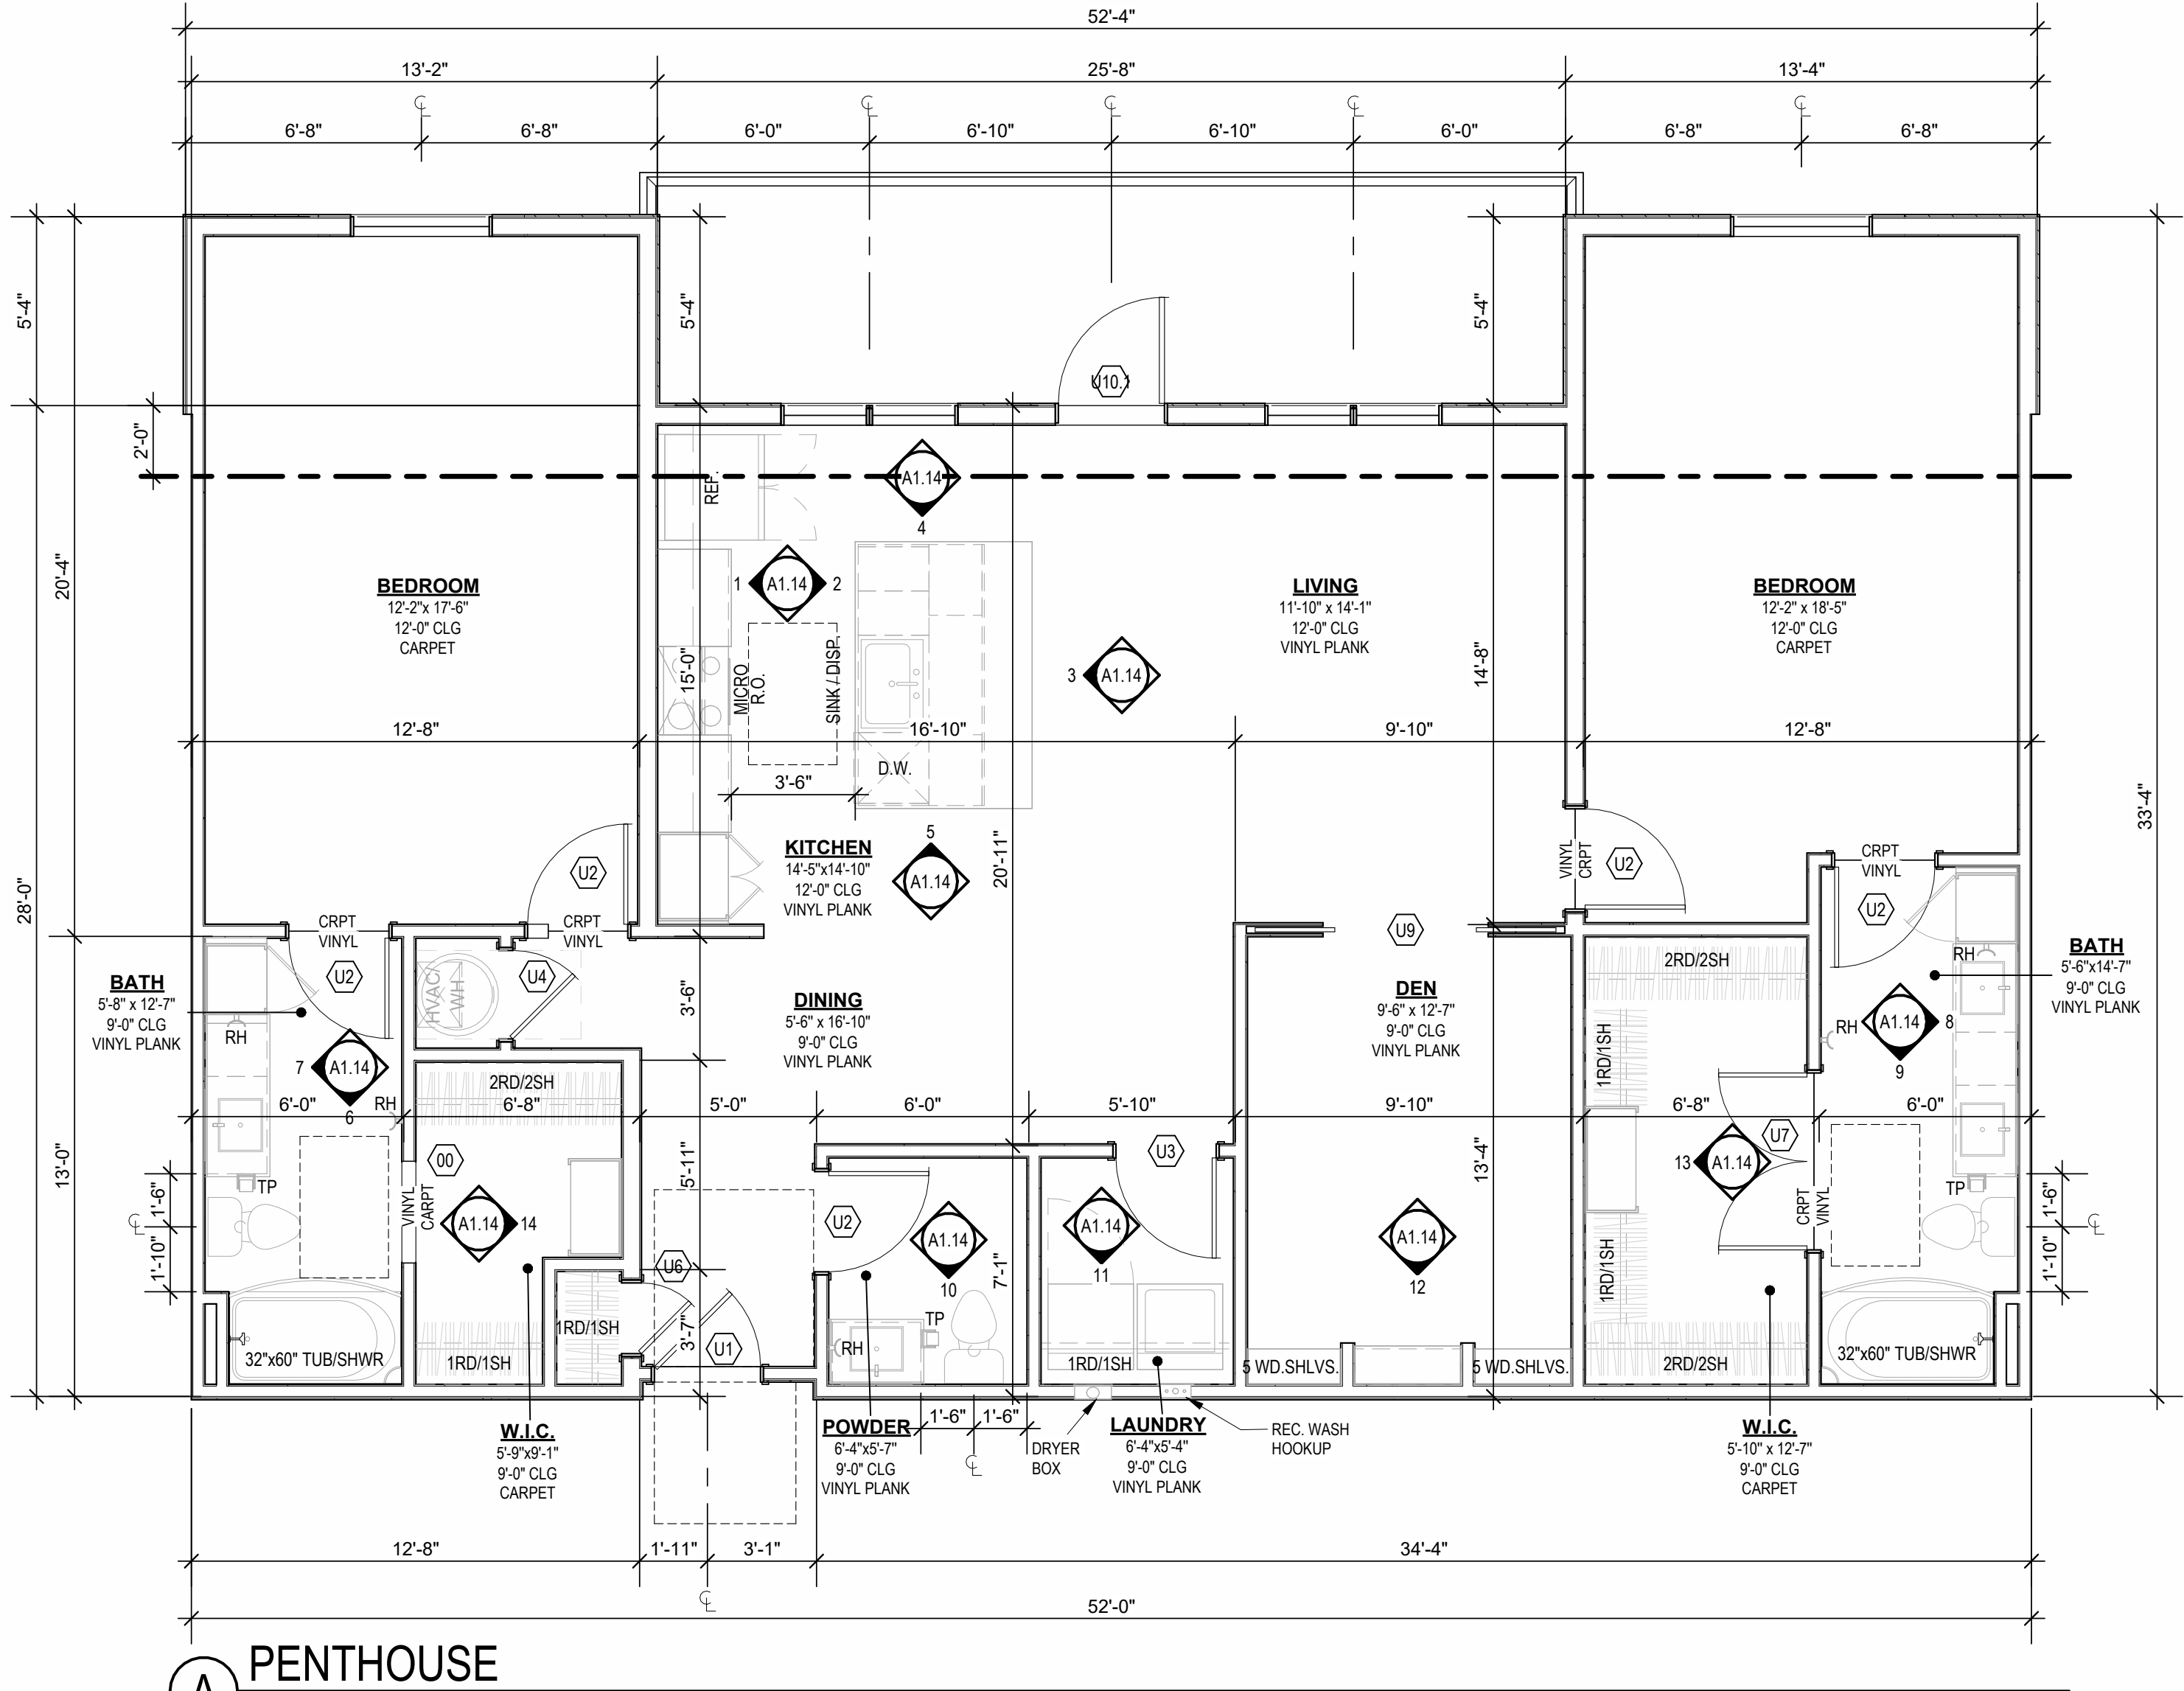 52'-4"
13'-2" 25'-8" 13'-4"
℄ ℄ ℄ ℄ ℄
6'-8" 6'-8" 6'-0" 6'-10" 6'-10" 6'-0" 6'-8" 6'-8"
5'-4" 5'-4" 5'-4"
U10.1
2'-0"
REF.
A1.14
4
1 A1.14 2
BEDROOM
12'-2"x 17'-6"
12'-0" CLG
CARPET
LIVING
11'-10" x 14'-1"
12'-0" CLG
VINYL PLANK
BEDROOM
12'-2" x 18'-5"
12'-0" CLG
CARPET
20'-4"
15'-0"
MICRO
R.O.
SINK / DISP.
3 A1.14
14'-8"
12'-8" 16'-10" 9'-10" 12'-8"
D.W.
3'-6"
33'-4"
28'-0"
KITCHEN
14'-5"x14'-10"
12'-0" CLG
VINYL PLANK
5
A1.14
20'-11"
U2
VINYL
CRPT
U2
CRPT
VINYL
U2
CRPT
VINYL
CRPT
VINYL
U9
BATH
5'-8" x 12'-7"
9'-0" CLG
VINYL PLANK
U2
HVAC/
WH
U4
3'-6"
DINING
5'-6" x 16'-10"
9'-0" CLG
VINYL PLANK
DEN
9'-6" x 12'-7"
9'-0" CLG
VINYL PLANK
2RD/2SH
1RD/1SH
RH
RH
A1.14 8
9
BATH
5'-6"x14'-7"
9'-0" CLG
VINYL PLANK
RH
7 A1.14
6
RH
2RD/2SH
6'-0" 6'-8" 5'-0" 6'-0" 5'-10" 9'-10" 6'-8" 6'-0"
13'-0"
00
5'-11"
U3
13'-4"
U7
13 A1.14
TP
1'-6"
℄
1'-10"
VINYL
CARPT
A1.14 14
U2
A1.14
10
7'-1"
A1.14
11
A1.14
12
1RD/1SH
CRPT
VINYL
TP
1'-6"
℄
1'-10"
U6
1RD/1SH
3'-7"
U1
RH
TP
32"x60" TUB/SHWR
1RD/1SH
1RD/1SH
5 WD.SHLVS.
5 WD.SHLVS.
2RD/2SH
32"x60" TUB/SHWR
W.I.C.
5'-9"x9'-1"
9'-0" CLG
CARPET
POWDER
6'-4"x5'-7"
9'-0" CLG
VINYL PLANK
1'-6" 1'-6"
℄
DRYER
BOX
LAUNDRY
6'-4"x5'-4"
9'-0" CLG
VINYL PLANK
REC. WASH
HOOKUP
W.I.C.
5'-10" x 12'-7"
9'-0" CLG
CARPET
12'-8" 1'-11" 3'-1" 34'-4"
℄
52'-0"
A PENTHOUSE